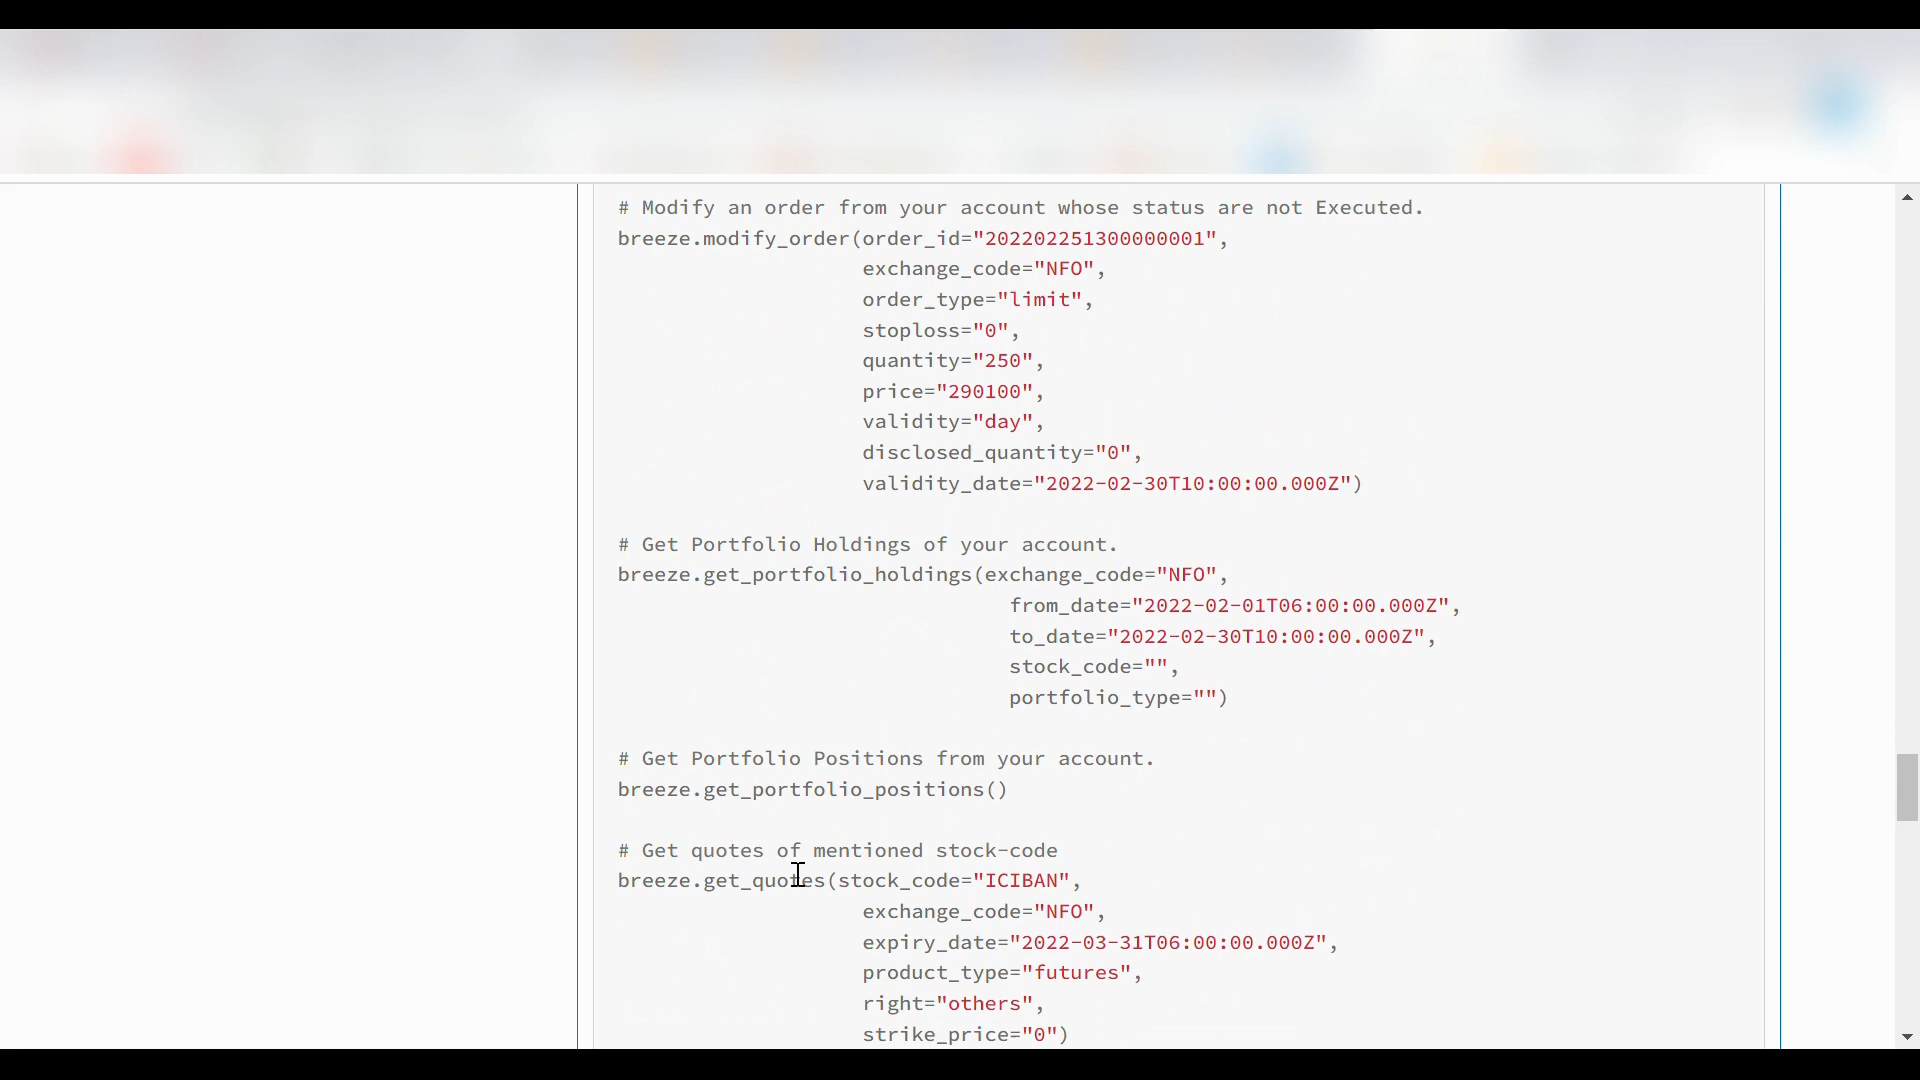 # Modify an order from your account whose status are not Executed.
breeze.modify_order(order_id="202202251300000001",
exchange_code="NFO",
order_type="limit",
stoploss="0",
quantity="250",
price="290100",
validity="day",
disclosed_quantity="0",
validity_date="2022-02-30T10:00:00.000Z")
# Get Portfolio Holdings of your account.
breeze.get_portfolio_holdings(exchange_code="NFO",
from_date="2022-02-01T06:00:00.000Z",
to_date="2022-02-30T10:00:00.000Z",
stock_code="",
portfolio_type="")
# Get Portfolio Positions from your account.
breeze.get_portfolio_positions()
# Get quotes of mentioned stock-code
breeze.get_quotes(stock_code="ICIBAN",
exchange_code="NFO",
expiry_date="2022-03-31T06:00:00.000Z",
product_type="futures",
right="others",
strike_price="0")